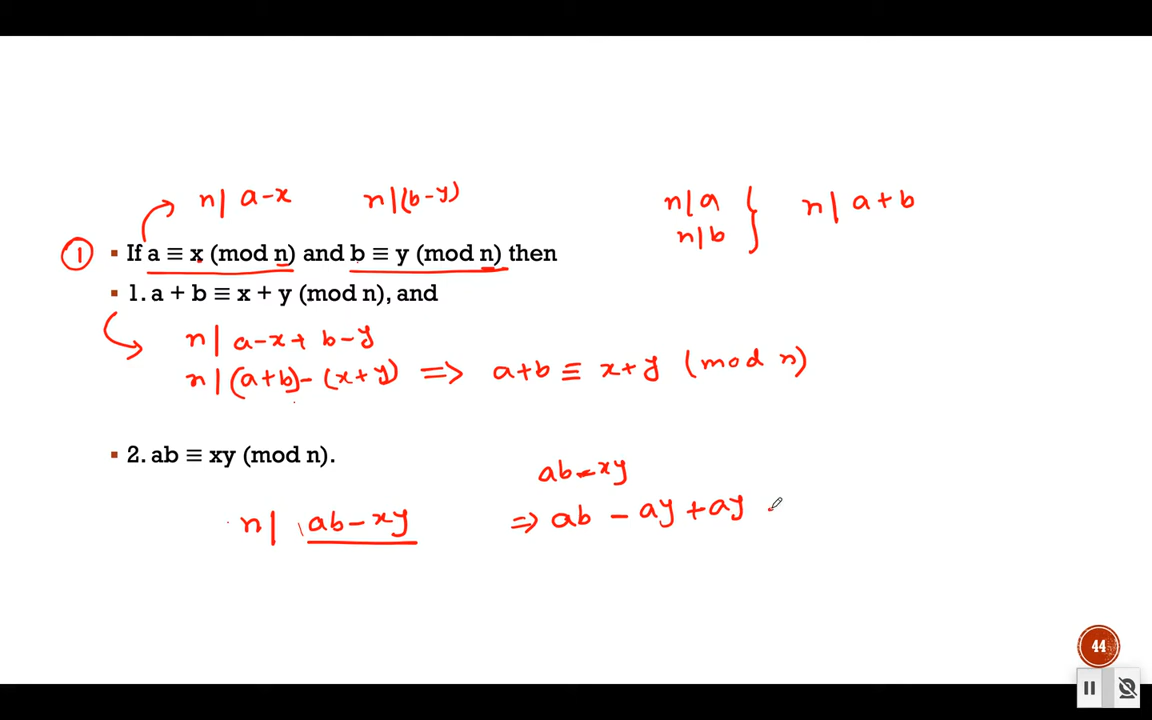 n| a-x n|(b-y) n|a } n| a+b
n|b
① ▪ If a ≡ x (mod n) and b ≡ y (mod n) then
▪ 1. a + b ≡ x + y (mod n), and
n| a-x+ b-y
n|(a+b)-(x+y) => a+b ≡ x+y (mod n)
▪ 2. ab ≡ xy (mod n).
ab-xy
n| ab-xy => ab - ay + ay
44